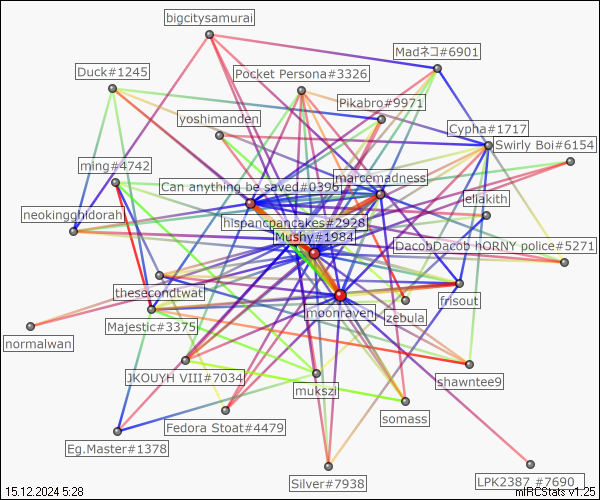 bigcitysamurai
Madネコ#6901
Duck#1245
Pocket Persona#3326
Pikabro#9971
yoshimanden
Cypha#1717
Swirly Boi#6154
ming#4742
marcemadness
Can anything be saved#0396
eliakith
neokingghidorah
hispancpancakes#2928
Mushy#1984
DacobDacob hORNY police#5271
thesecondtwat
frisout
moonraven
zebula
Majestic#3375
normalwan
JKOUYH VIII#7034
shawntee9
mukszi
somass
Fedora Stoat#4479
Eg.Master#1378
Silver#7938
LPK2387 #7690
15.12.2024 5:28
mIRCStats v1.25